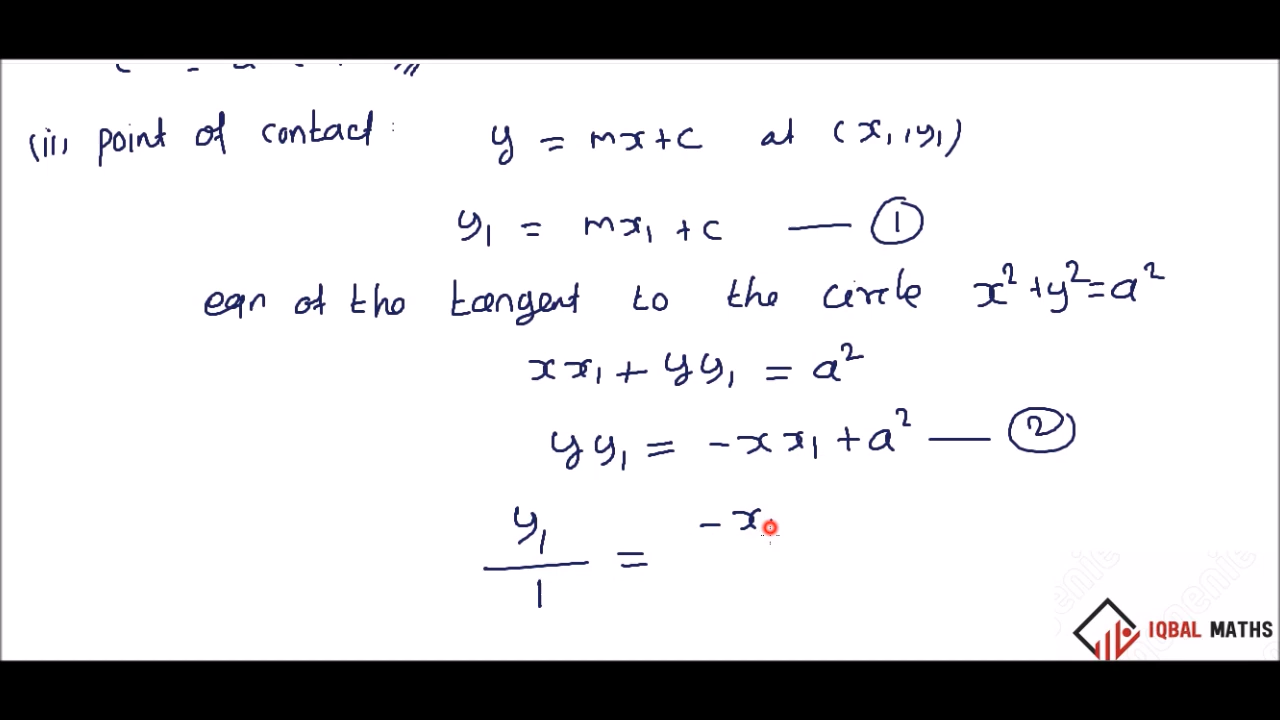 (ii) point of contact : y = mx+c at (x₁,y₁)
y₁ = mx₁ + c — ①
eqn of the tangent to the circle x²+y²=a²
xx₁ + yy₁ = a²
yy₁ = -xx₁ + a² — ②
y₁/1 = -x
IQBAL MATHS